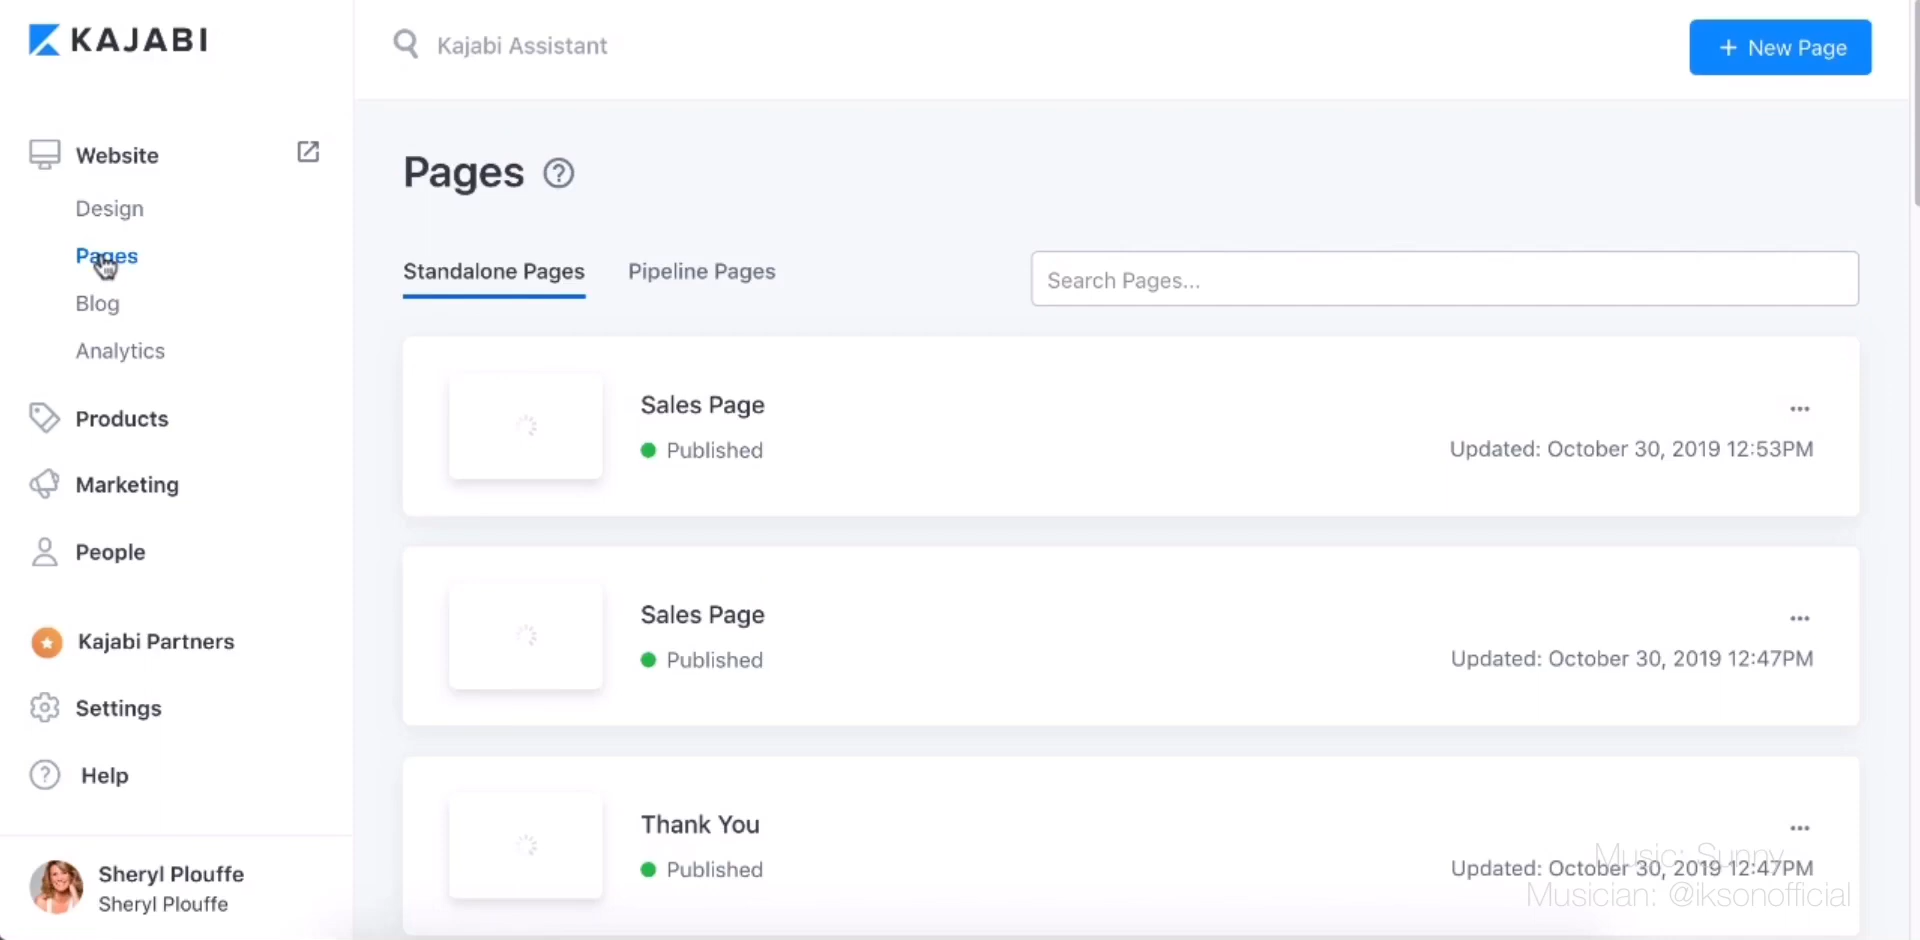 KAJABI
Kajabi Assistant
+ New Page
Website
Design
Pages
Blog
Analytics
Products
Marketing
People
Kajabi Partners
Settings
Help
Sheryl Plouffe
Sheryl Plouffe
Pages
Standalone Pages
Pipeline Pages
Search Pages...
Sales Page
Published
...
Updated: October 30, 2019 12:53PM
Sales Page
Published
...
Updated: October 30, 2019 12:47PM
Thank You
Published
...
Updated: October 30, 2019 12:47PM
Music: Sunny
Musician: @iksonofficial